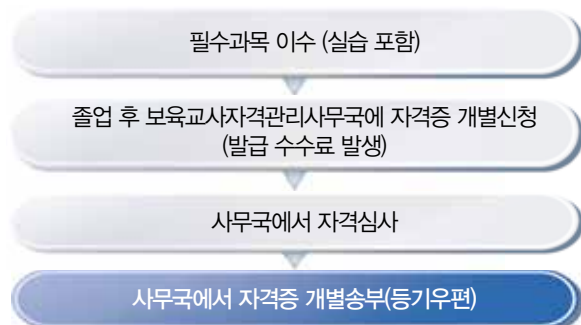 필수과목 이수 (실습 포함)
졸업 후 보육교사자격관리사무국에 자격증 개별신청
(발급 수수료 발생)
사무국에서 자격심사
사무국에서 자격증 개별송부(등기우편)